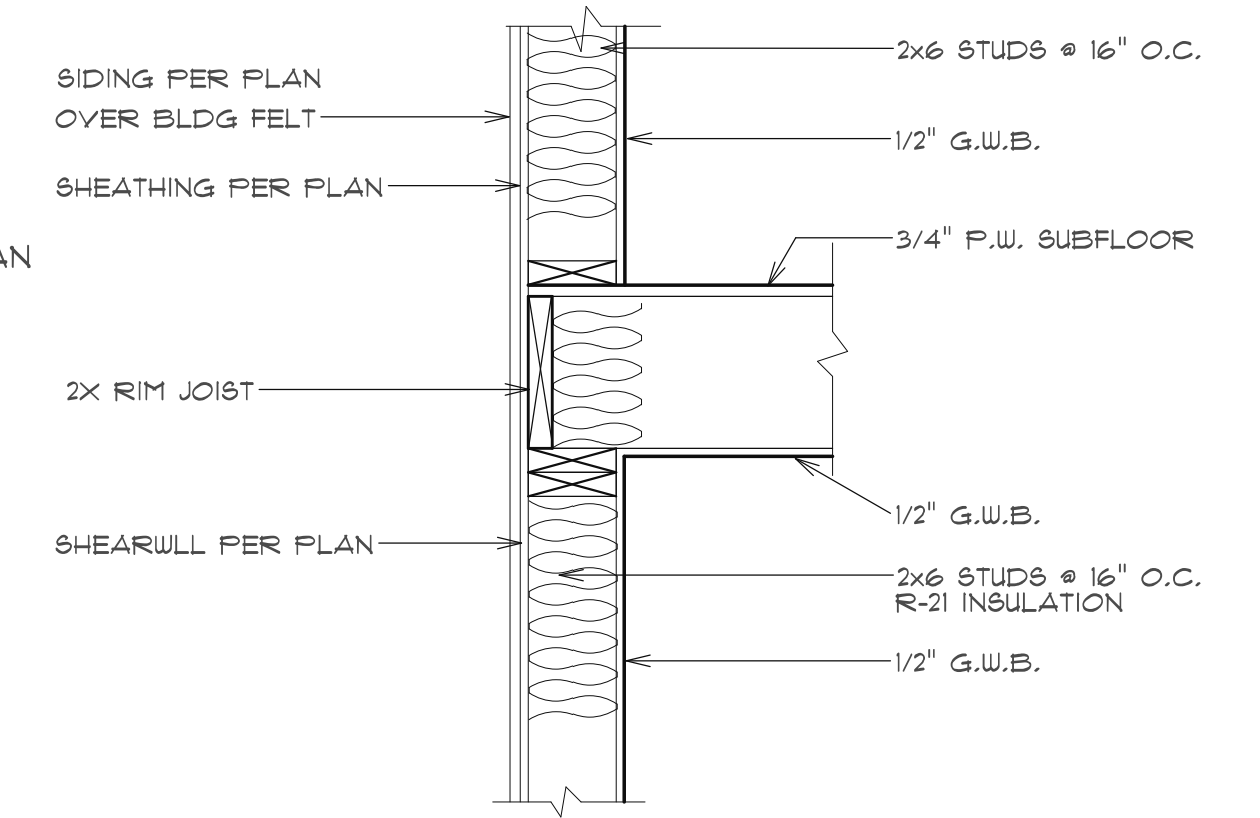 SIDING PER PLAN
OVER BLDG FELT
SHEATHING PER PLAN
AN
2X RIM JOIST
SHEARWLL PER PLAN
2x6 STUDS @ 16" O.C.
1/2" G.W.B.
3/4" P.W. SUBFLOOR
1/2" G.W.B.
2x6 STUDS @ 16" O.C.
R-21 INSULATION
1/2" G.W.B.